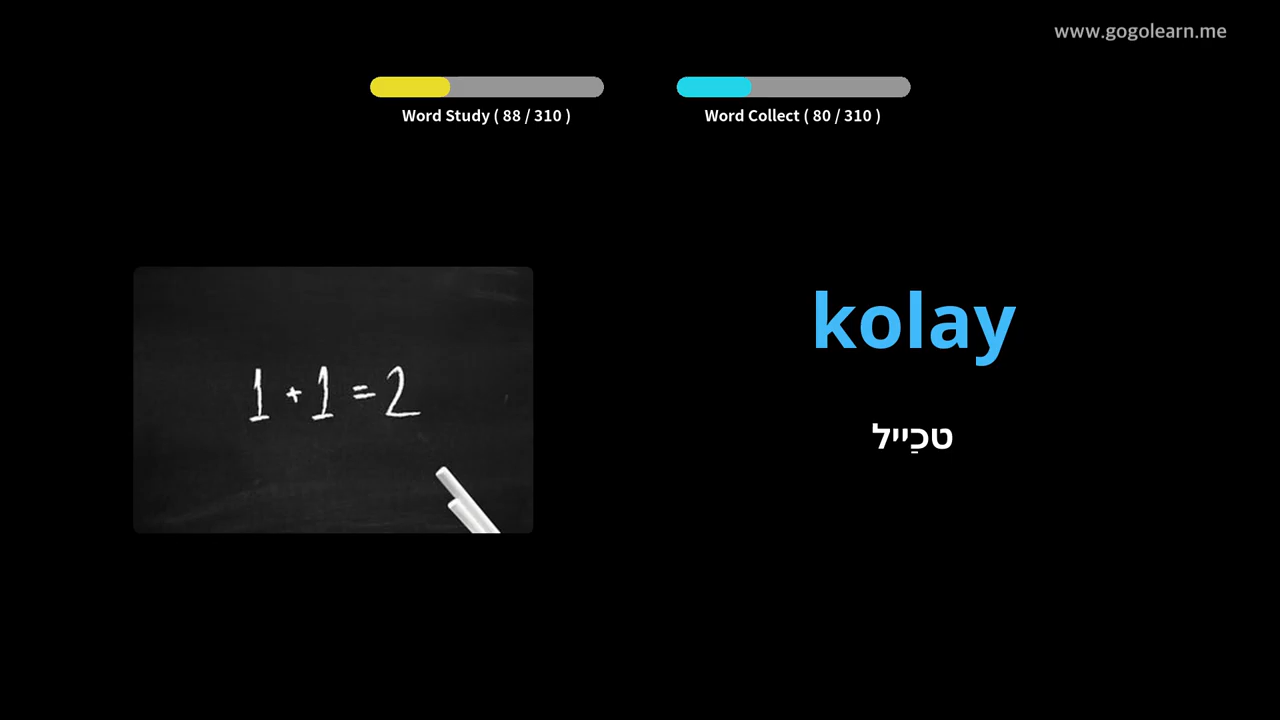 www.gogolearn.me
Word Study ( 88 / 310 )
Word Collect ( 80 / 310 )
1 + 1 = 2
kolay
טכַייל